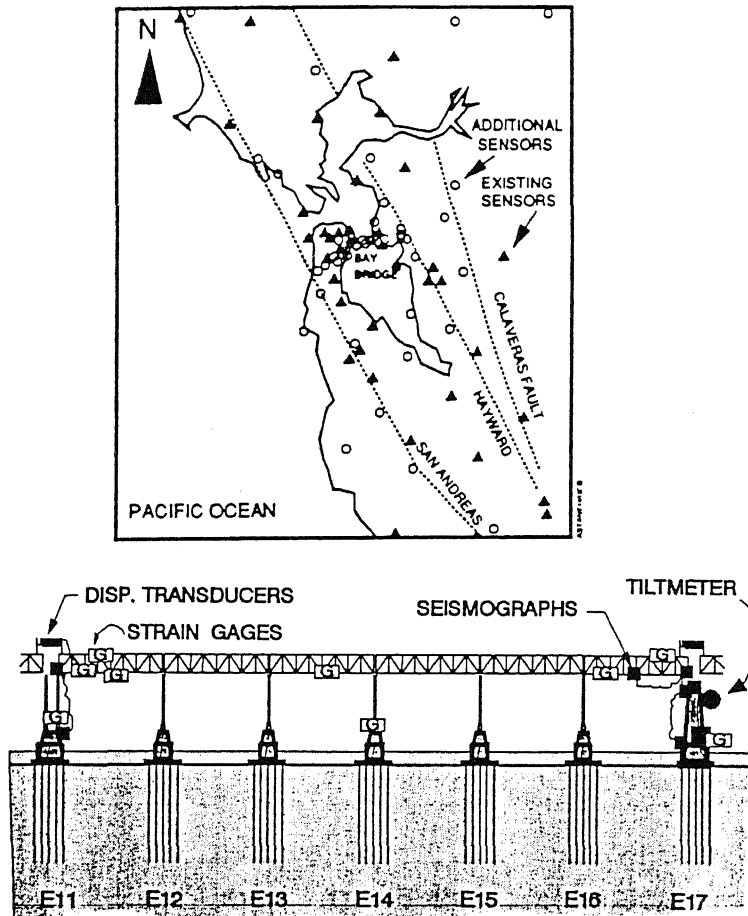 N
ADDITIONAL
SENSORS
EXISTING
SENSORS
BAY
BRIDGE
CALAVERAS FAULT
HAYWARD
SAN ANDREAS
PACIFIC OCEAN
DISP. TRANSDUCERS
STRAIN GAGES
SEISMOGRAPHS
TILTMETER
G
G
G
G
G
G
G
G
G
G
E11 E12 E13 E14 E15 E16 E17